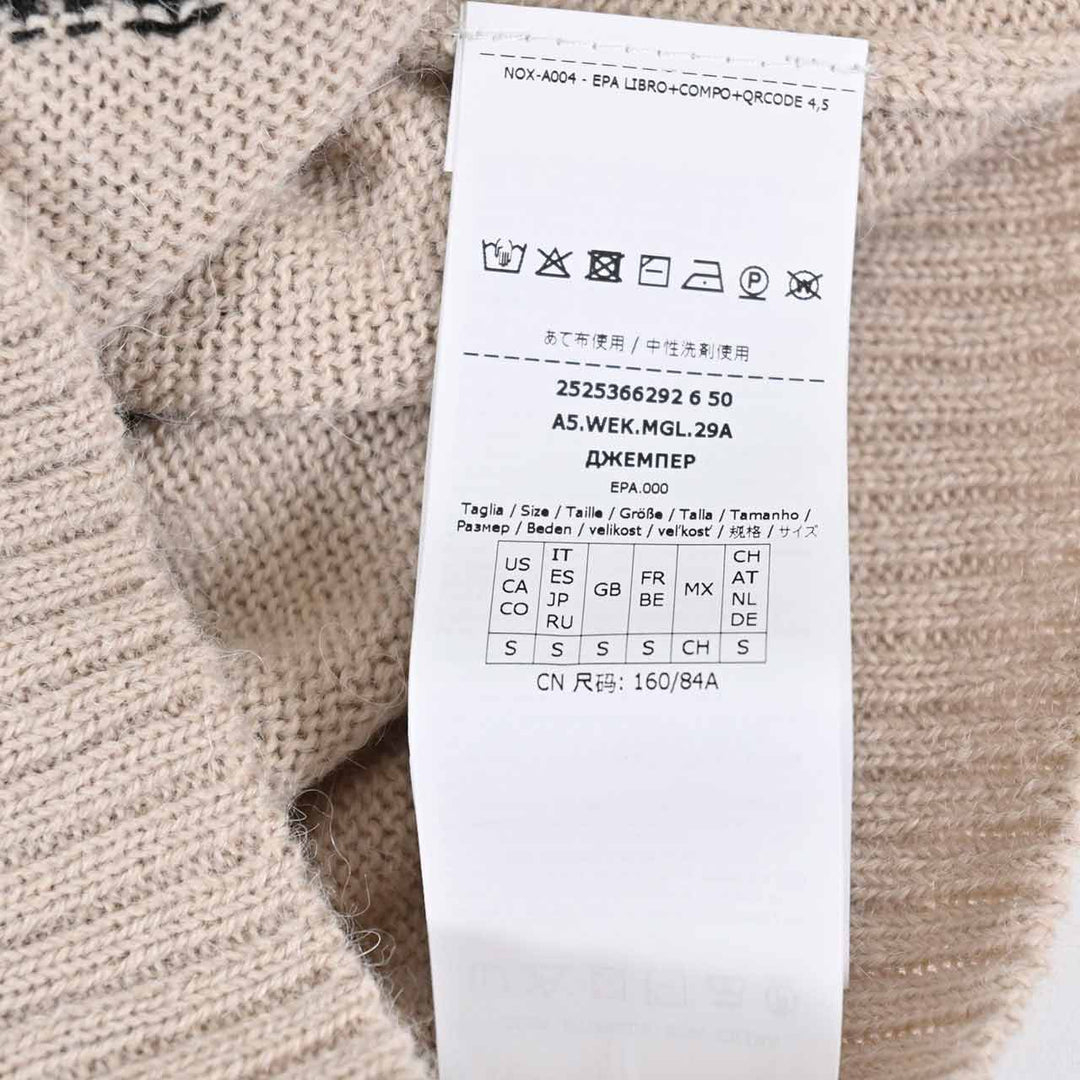 NOX-A004 - EPA LIBRO+COMPO+QRCODE 4,5
P
W
あて布使用 / 中性洗剤使用
2525366292 6 50
A5.WEK.MGL.29A
ДЖЕМПЕР
EPA.000
Taglia / Size / Taille / Größe / Talla / Tamanho /
Размер / Beden / velikost / veľkosť / 规格 / サイズ
US CA CO
IT ES JP RU
GB
FR BE
MX
CH AT NL DE
S S S S CH S
CN 尺码: 160/84A